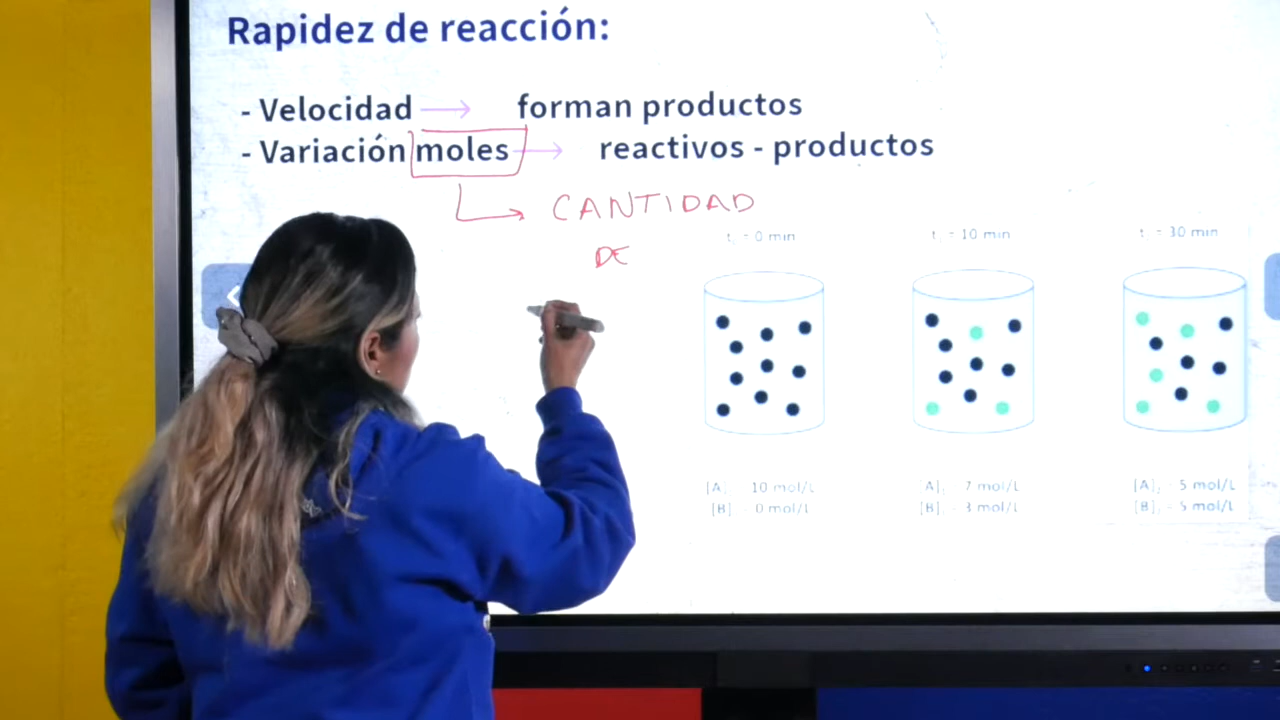 Rapidez de reacción:
- Velocidad → forman productos
- Variación moles → reactivos - productos
CANTIDAD
DE
t = 0 min
t = 10 min
t = 30 min
[A] 10 mol/L
[B] = 0 mol/L
[A] = 7 mol/L
[B] = 3 mol/L
[A] = 5 mol/L
[B] = 5 mol/L